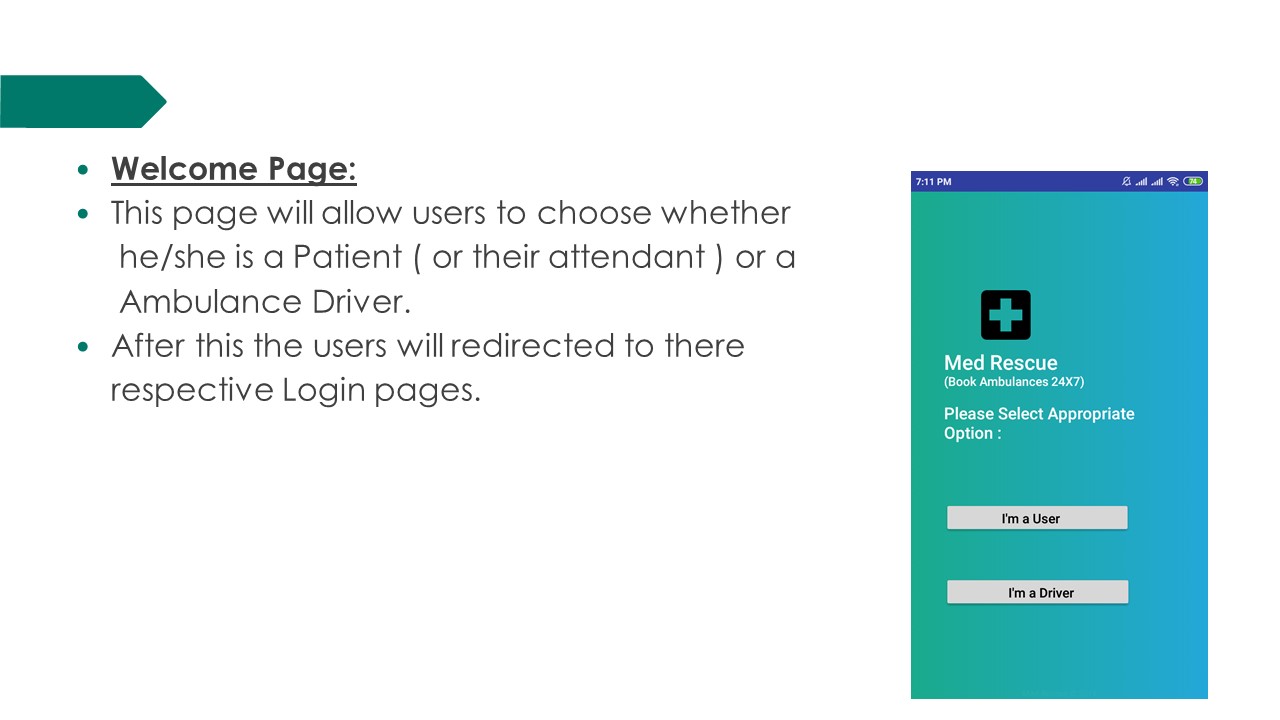 Welcome Page:
This page will allow users to choose whether
he/she is a Patient ( or their attendant ) or a
Ambulance Driver.
After this the users will redirected to there
respective Login pages.
7:11 PM
74
Med Rescue
(Book Ambulances 24X7)
Please Select Appropriate
Option :
I'm a User
I'm a Driver